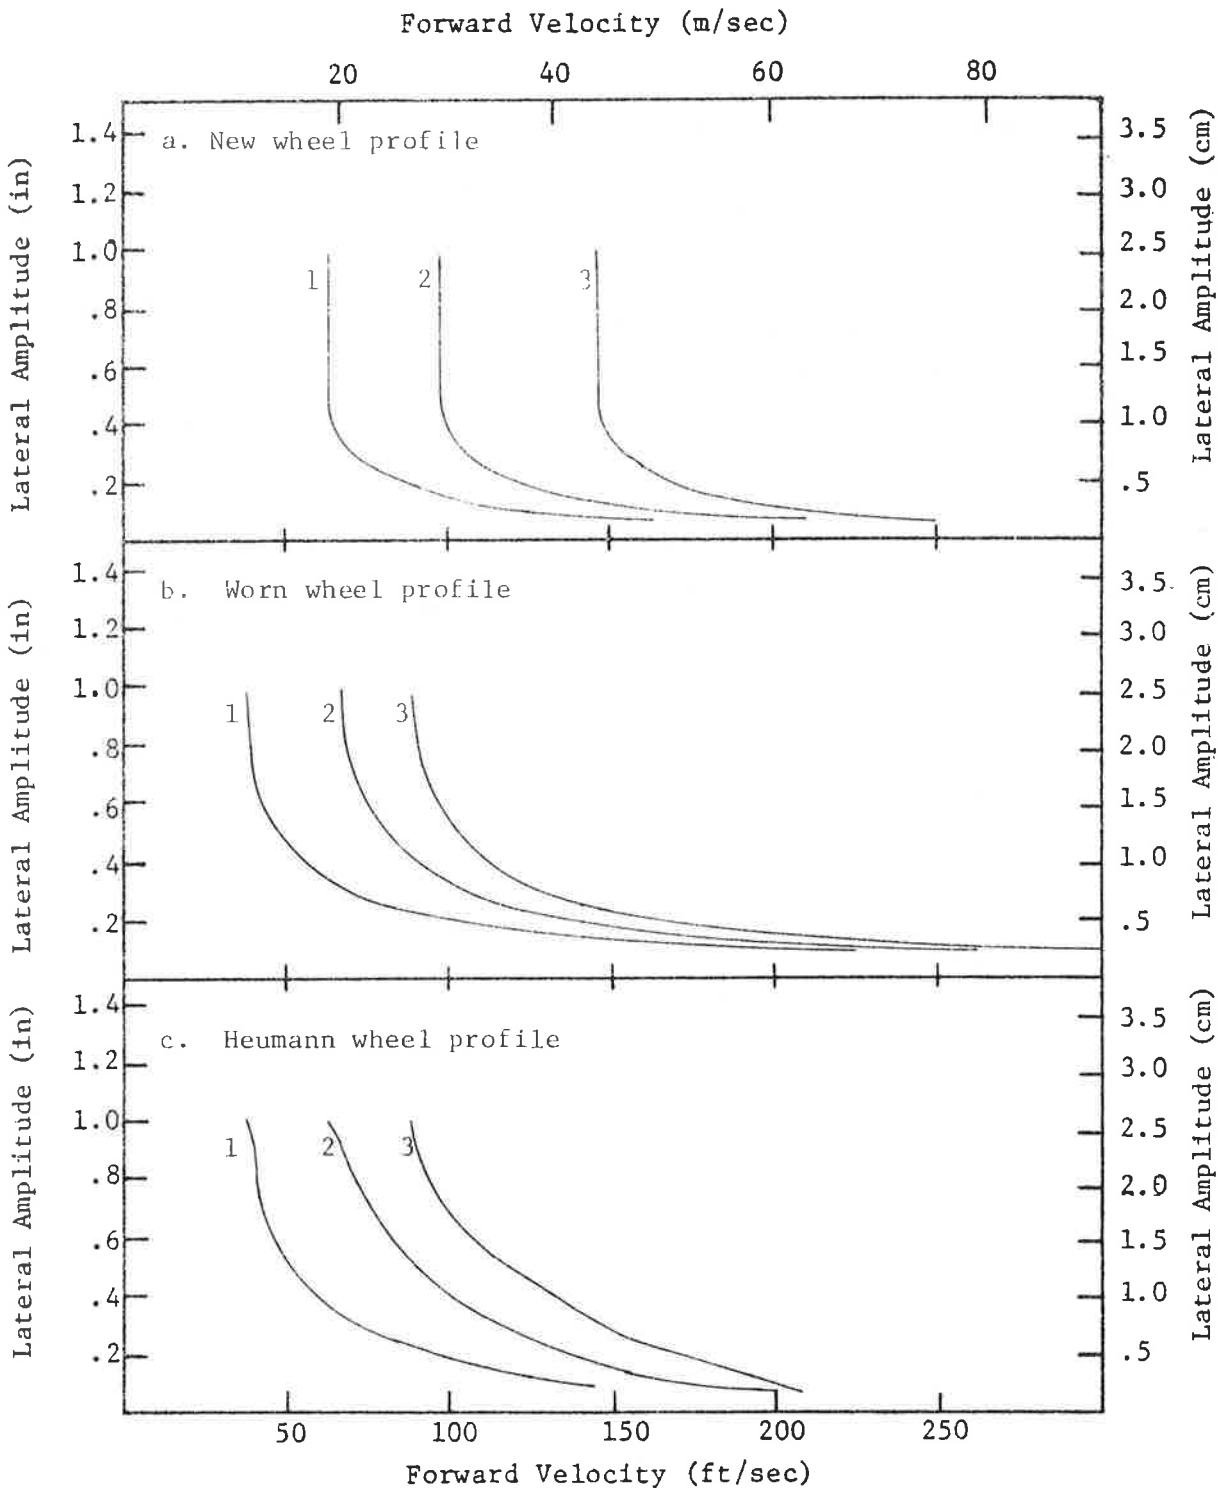 Forward Velocity (m/sec)
20 40 60 80
a. New wheel profile
Lateral Amplitude (in)
1.4
1.2
1.0
.8
.6
.4
.2
1 2 3
3.5
3.0
2.5
2.0
1.5
1.0
.5
Lateral Amplitude (cm)
b. Worn wheel profile
Lateral Amplitude (in)
1.4
1.2
1.0
.8
.6
.4
.2
1 2 3
3.5
3.0
2.5
2.0
1.5
1.0
.5
Lateral Amplitude (cm)
c. Heumann wheel profile
Lateral Amplitude (in)
1.4
1.2
1.0
.8
.6
.4
.2
1 2 3
3.5
3.0
2.5
2.0
1.5
1.0
.5
Lateral Amplitude (cm)
50 100 150 200 250
Forward Velocity (ft/sec)